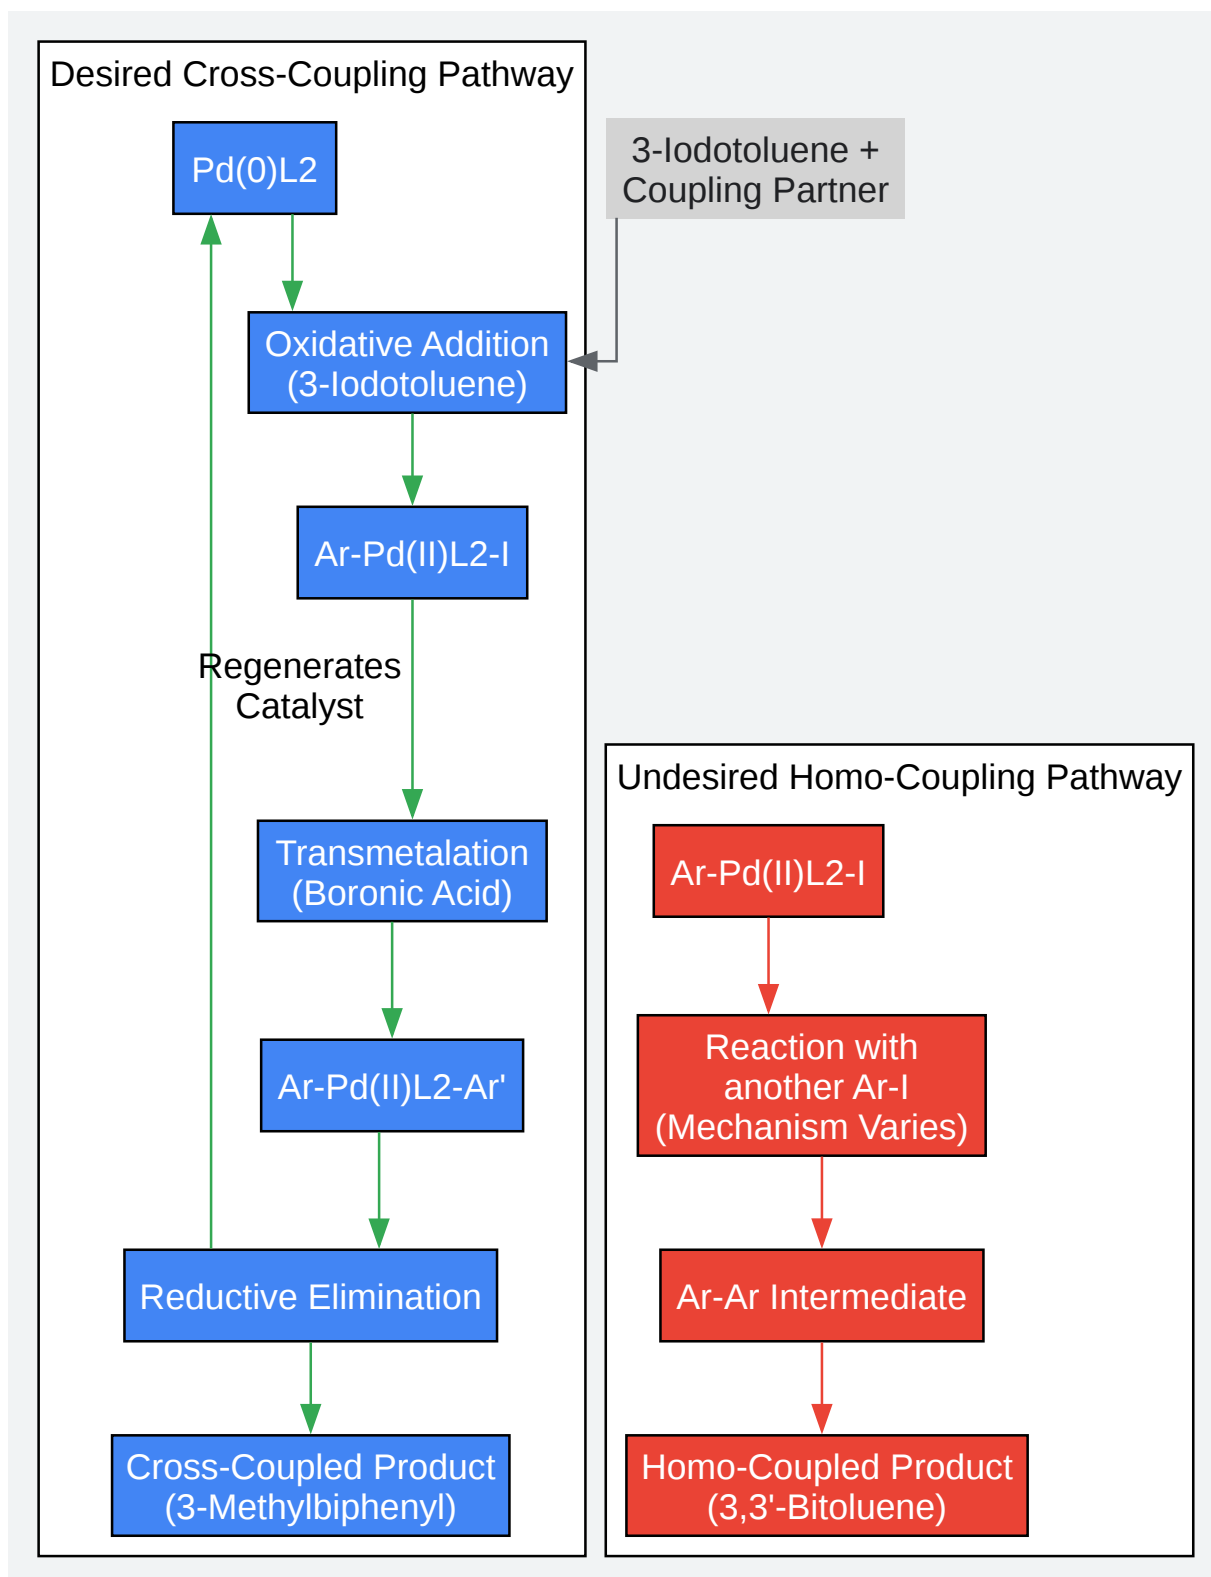 Desired Cross-Coupling Pathway
Pd(0)L2
3-Iodotoluene +
Coupling Partner
Oxidative Addition
(3-Iodotoluene)
Ar-Pd(II)L2-I
Regenerates
Catalyst
Transmetalation
(Boronic Acid)
Ar-Pd(II)L2-Ar'
Reductive Elimination
Cross-Coupled Product
(3-Methylbiphenyl)
Undesired Homo-Coupling Pathway
Ar-Pd(II)L2-I
Reaction with
another Ar-I
(Mechanism Varies)
Ar-Ar Intermediate
Homo-Coupled Product
(3,3'-Bitoluene)